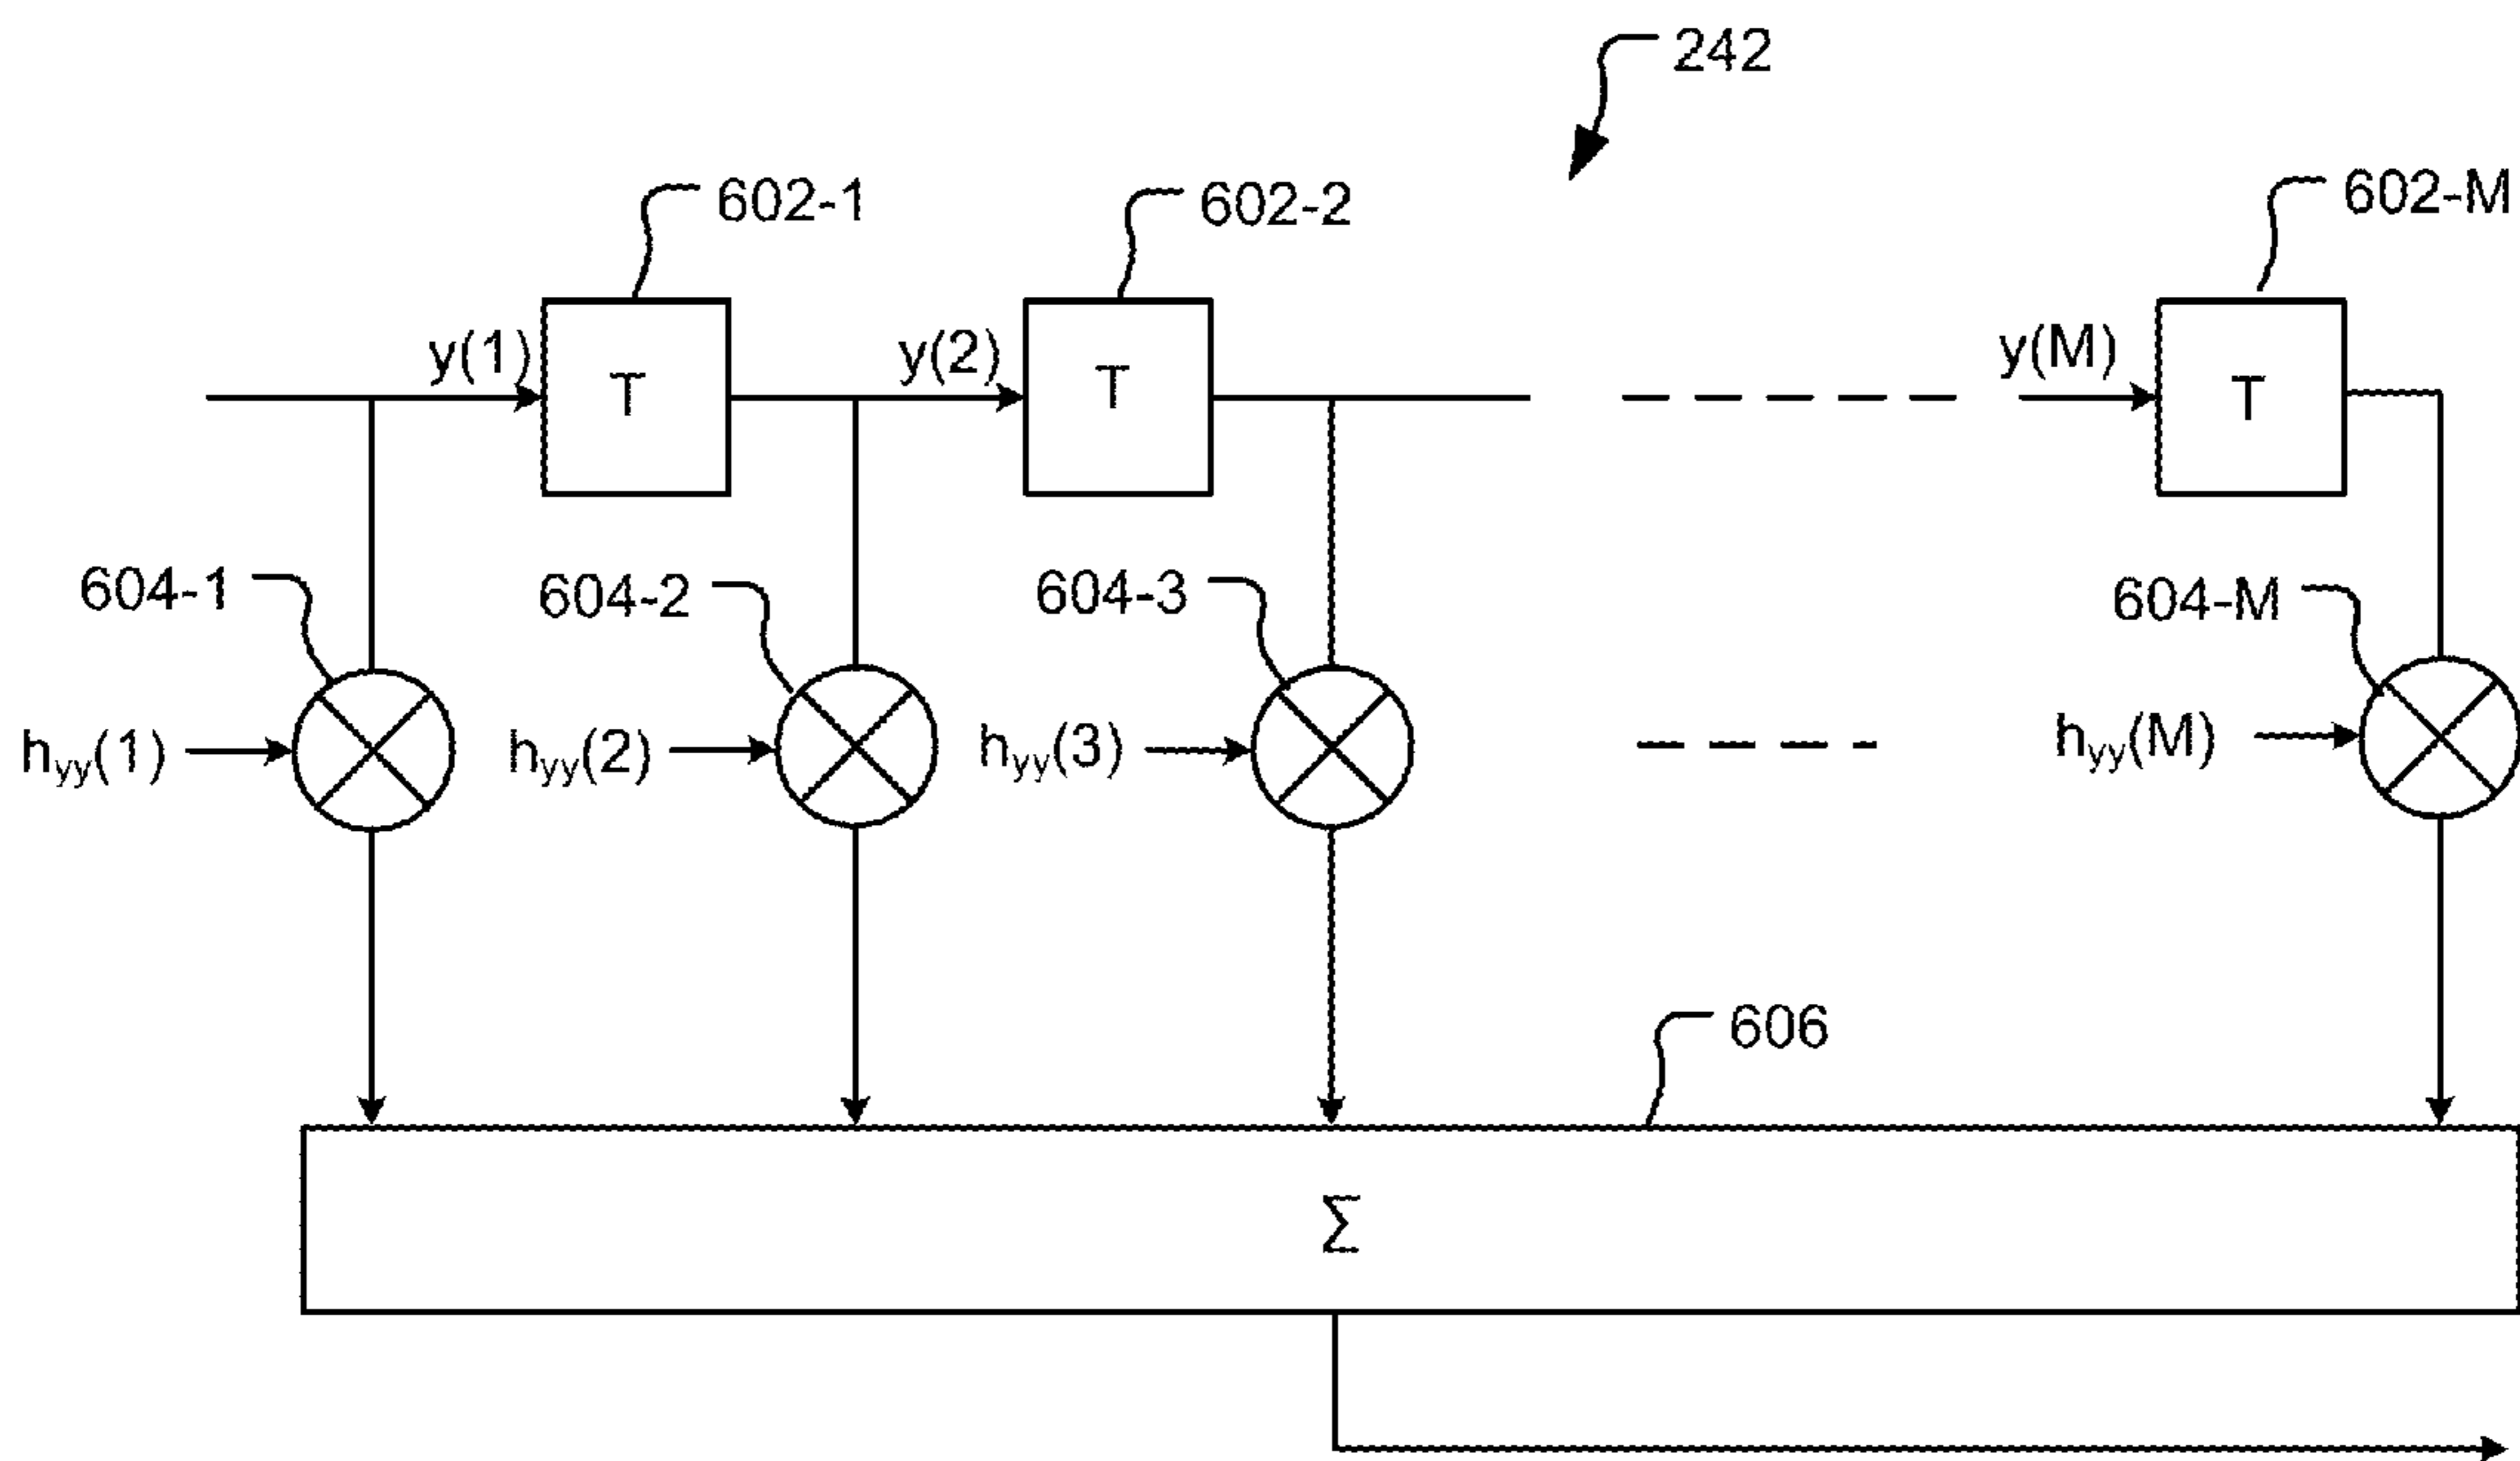 242
602-1
602-2
602-M
y(1)
y(2)
y(M)
T
T
T
604-1
604-2
604-3
604-M
hyy(1)
hyy(2)
hyy(3)
hyy(M)
606
Σ